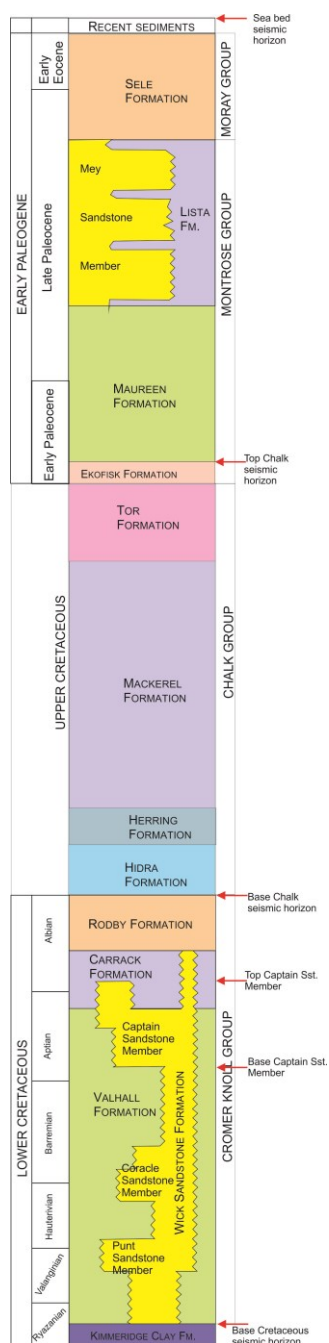 RECENT SEDIMENTS
Sea bed
seismic
horizon
Early
Eocene
SELE
FORMATION
MORAY GROUP
EARLY PALEOGENE
Late Paleocene
Mey
Sandstone
Member
LISTA
FM.
MONTROSE GROUP
MAUREEN
FORMATION
Early Paleocene
Top Chalk
seismic
horizon
EKOFISK FORMATION
TOR
FORMATION
UPPER CRETACEOUS
MACKEREL
FORMATION
CHALK GROUP
HERRING
FORMATION
HIDRA
FORMATION
Base Chalk
seismic horizon
LOWER CRETACEOUS
Albian
RODBY FORMATION
CARRACK
FORMATION
Top Captain Sst.
Member
Aptian
Captain
Sandstone
Member
Base Captain Sst.
Member
CROMER KNOLL GROUP
Barremian
VALHALL
FORMATION
WICK SANDSTONE FORMATION
Coracle
Sandstone
Member
Hauterivian
Valanginian
Punt
Sandstone
Member
Ryazanian
KIMMERIDGE CLAY FM.
Base Cretaceous
seismic horizon